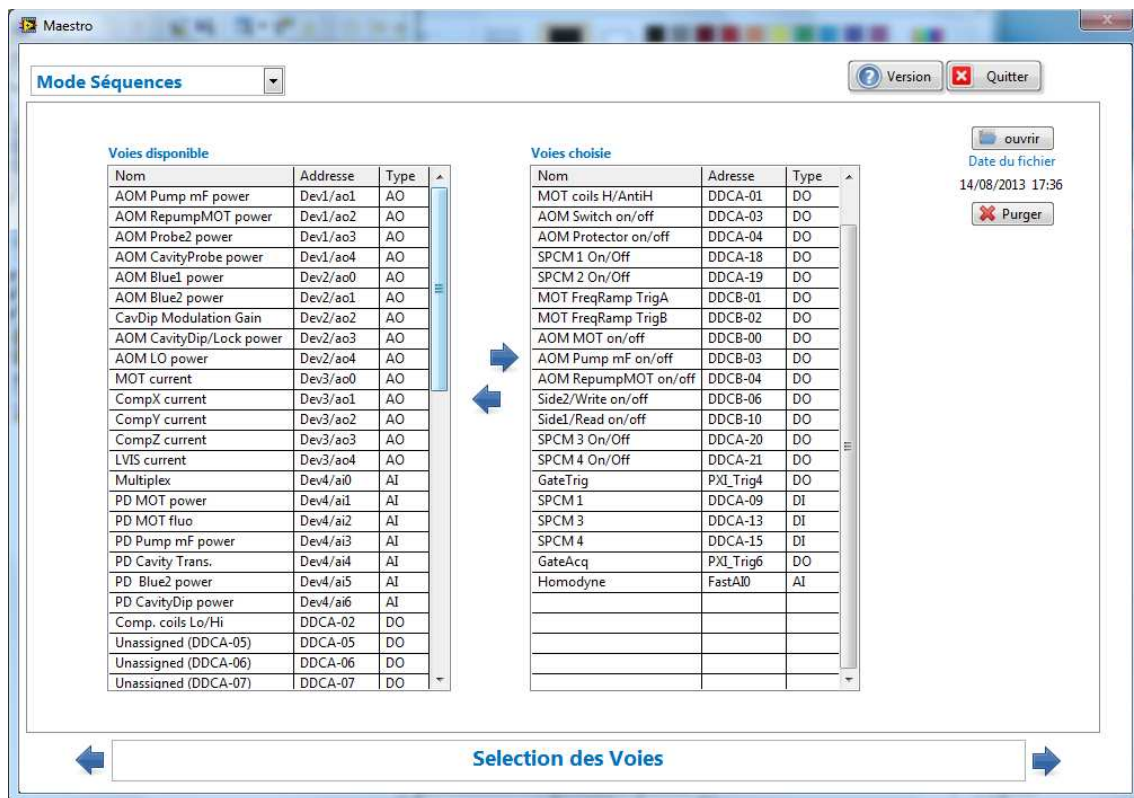 Maestro
Mode Séquences
Version
Quitter
ouvrir
Date du fichier
14/08/2013 17:36
Purger
Voies disponible
Nom Addresse Type
AOM Pump mF power Dev1/ao1 AO
AOM RepumpMOT power Dev1/ao2 AO
AOM Probe2 power Dev1/ao3 AO
AOM CavityProbe power Dev1/ao4 AO
AOM Blue1 power Dev2/ao0 AO
AOM Blue2 power Dev2/ao1 AO
CavDip Modulation Gain Dev2/ao2 AO
AOM CavityDip/Lock power Dev2/ao3 AO
AOM LO power Dev2/ao4 AO
MOT current Dev3/ao0 AO
CompX current Dev3/ao1 AO
CompY current Dev3/ao2 AO
CompZ current Dev3/ao3 AO
LVIS current Dev3/ao4 AO
Multiplex Dev4/ai0 AI
PD MOT power Dev4/ai1 AI
PD MOT fluo Dev4/ai2 AI
PD Pump mF power Dev4/ai3 AI
PD Cavity Trans. Dev4/ai4 AI
PD Blue2 power Dev4/ai5 AI
PD CavityDip power Dev4/ai6 AI
Comp. coils Lo/Hi DDCA-02 DO
Unassigned (DDCA-05) DDCA-05 DO
Unassigned (DDCA-06) DDCA-06 DO
Unassigned (DDCA-07) DDCA-07 DO
Voies choisie
Nom Adresse Type
MOT coils H/AntiH DDCA-01 DO
AOM Switch on/off DDCA-03 DO
AOM Protector on/off DDCA-04 DO
SPCM 1 On/Off DDCA-18 DO
SPCM 2 On/Off DDCA-19 DO
MOT FreqRamp TrigA DDCB-01 DO
MOT FreqRamp TrigB DDCB-02 DO
AOM MOT on/off DDCB-00 DO
AOM Pump mF on/off DDCB-03 DO
AOM RepumpMOT on/off DDCB-04 DO
Side2/Write on/off DDCB-06 DO
Side1/Read on/off DDCB-10 DO
SPCM 3 On/Off DDCA-20 DO
SPCM 4 On/Off DDCA-21 DO
GateTrig PXI_Trig4 DO
SPCM 1 DDCA-09 DI
SPCM 3 DDCA-13 DI
SPCM 4 DDCA-15 DI
GateAcq PXI_Trig6 DO
Homodyne FastAI0 AI
Selection des Voies